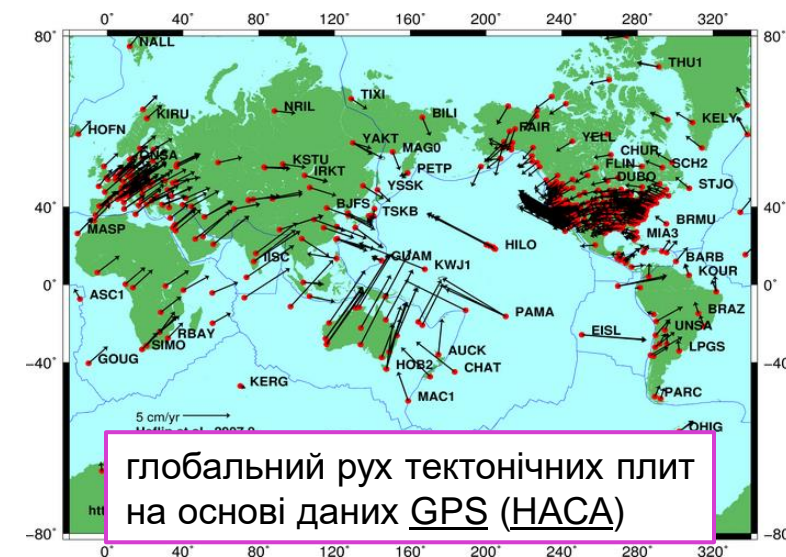 0° 40° 80° 120° 160° 200° 240° 280° 320°
80° 80°
NALL
THU1
TIXI
NRIL
BILI
KIRU
KELY
HOFN
FAIR
YELL
YAKT
MAG0
CHUR
ONSA
KSTU
FLIN
SCH2
IRKT
PETP
DUBO
YSSK
STJO
40° 40°
BJFS
TSKB
BRMU
MASP
MIA3
HILO
GUAM
BARB
IISC
KWJ1
KOUR
0° 0°
ASC1
PAMA
BRAZ
RBAY
EISL
UNSA
SIMO
AUCK
LPGS
GOUG
HOB2
CHAT
−40° −40°
KERG
MAC1
PARC
5 cm/yr
OHIG
глобальний рух тектонічних плит
на основі даних GPS (НАСА)
htt
−80° −80°
0° 40° 80° 120° 160° 200° 240° 280° 320°